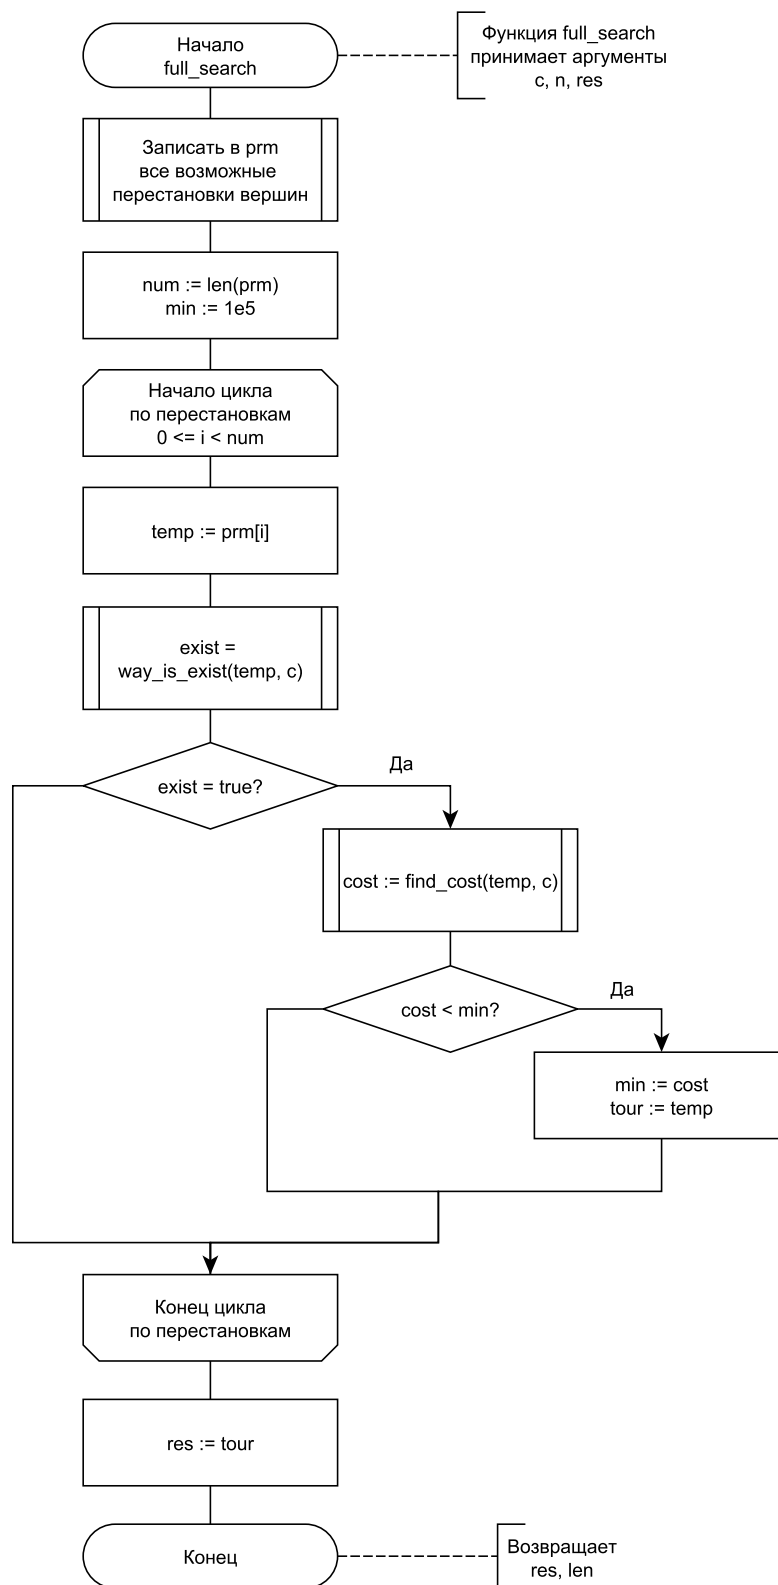 Начало
full_search
Функция full_search
принимает аргументы
c, n, res
Записать в prm
все возможные
перестановки вершин
num := len(prm)
min := 1e5
Начало цикла
по перестановкам
0 <= i < num
temp := prm[i]
exist =
way_is_exist(temp, c)
exist = true?
Да
cost := find_cost(temp, c)
cost < min?
Да
min := cost
tour := temp
Конец цикла
по перестановкам
res := tour
Конец
Возвращает
res, len